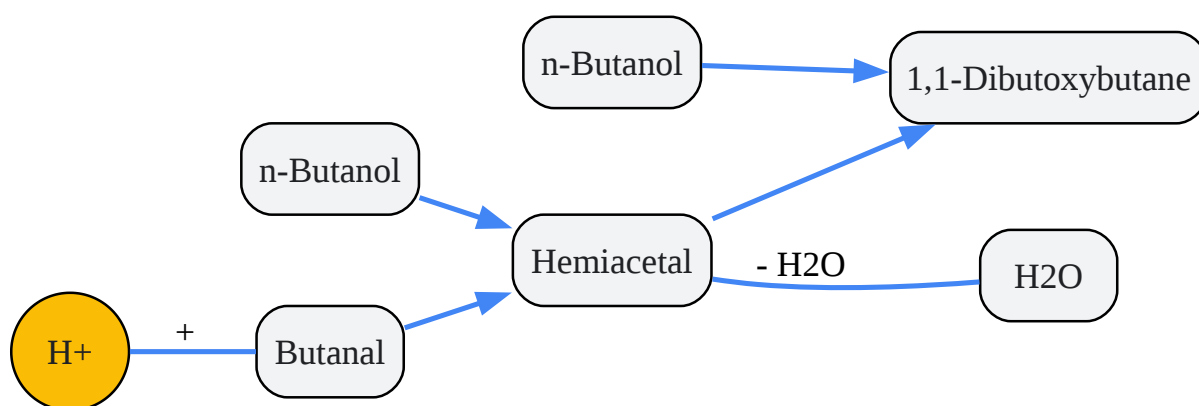 n-Butanol
1,1-Dibutoxybutane
n-Butanol
Hemiacetal
- H2O
H2O
+
H+
Butanal